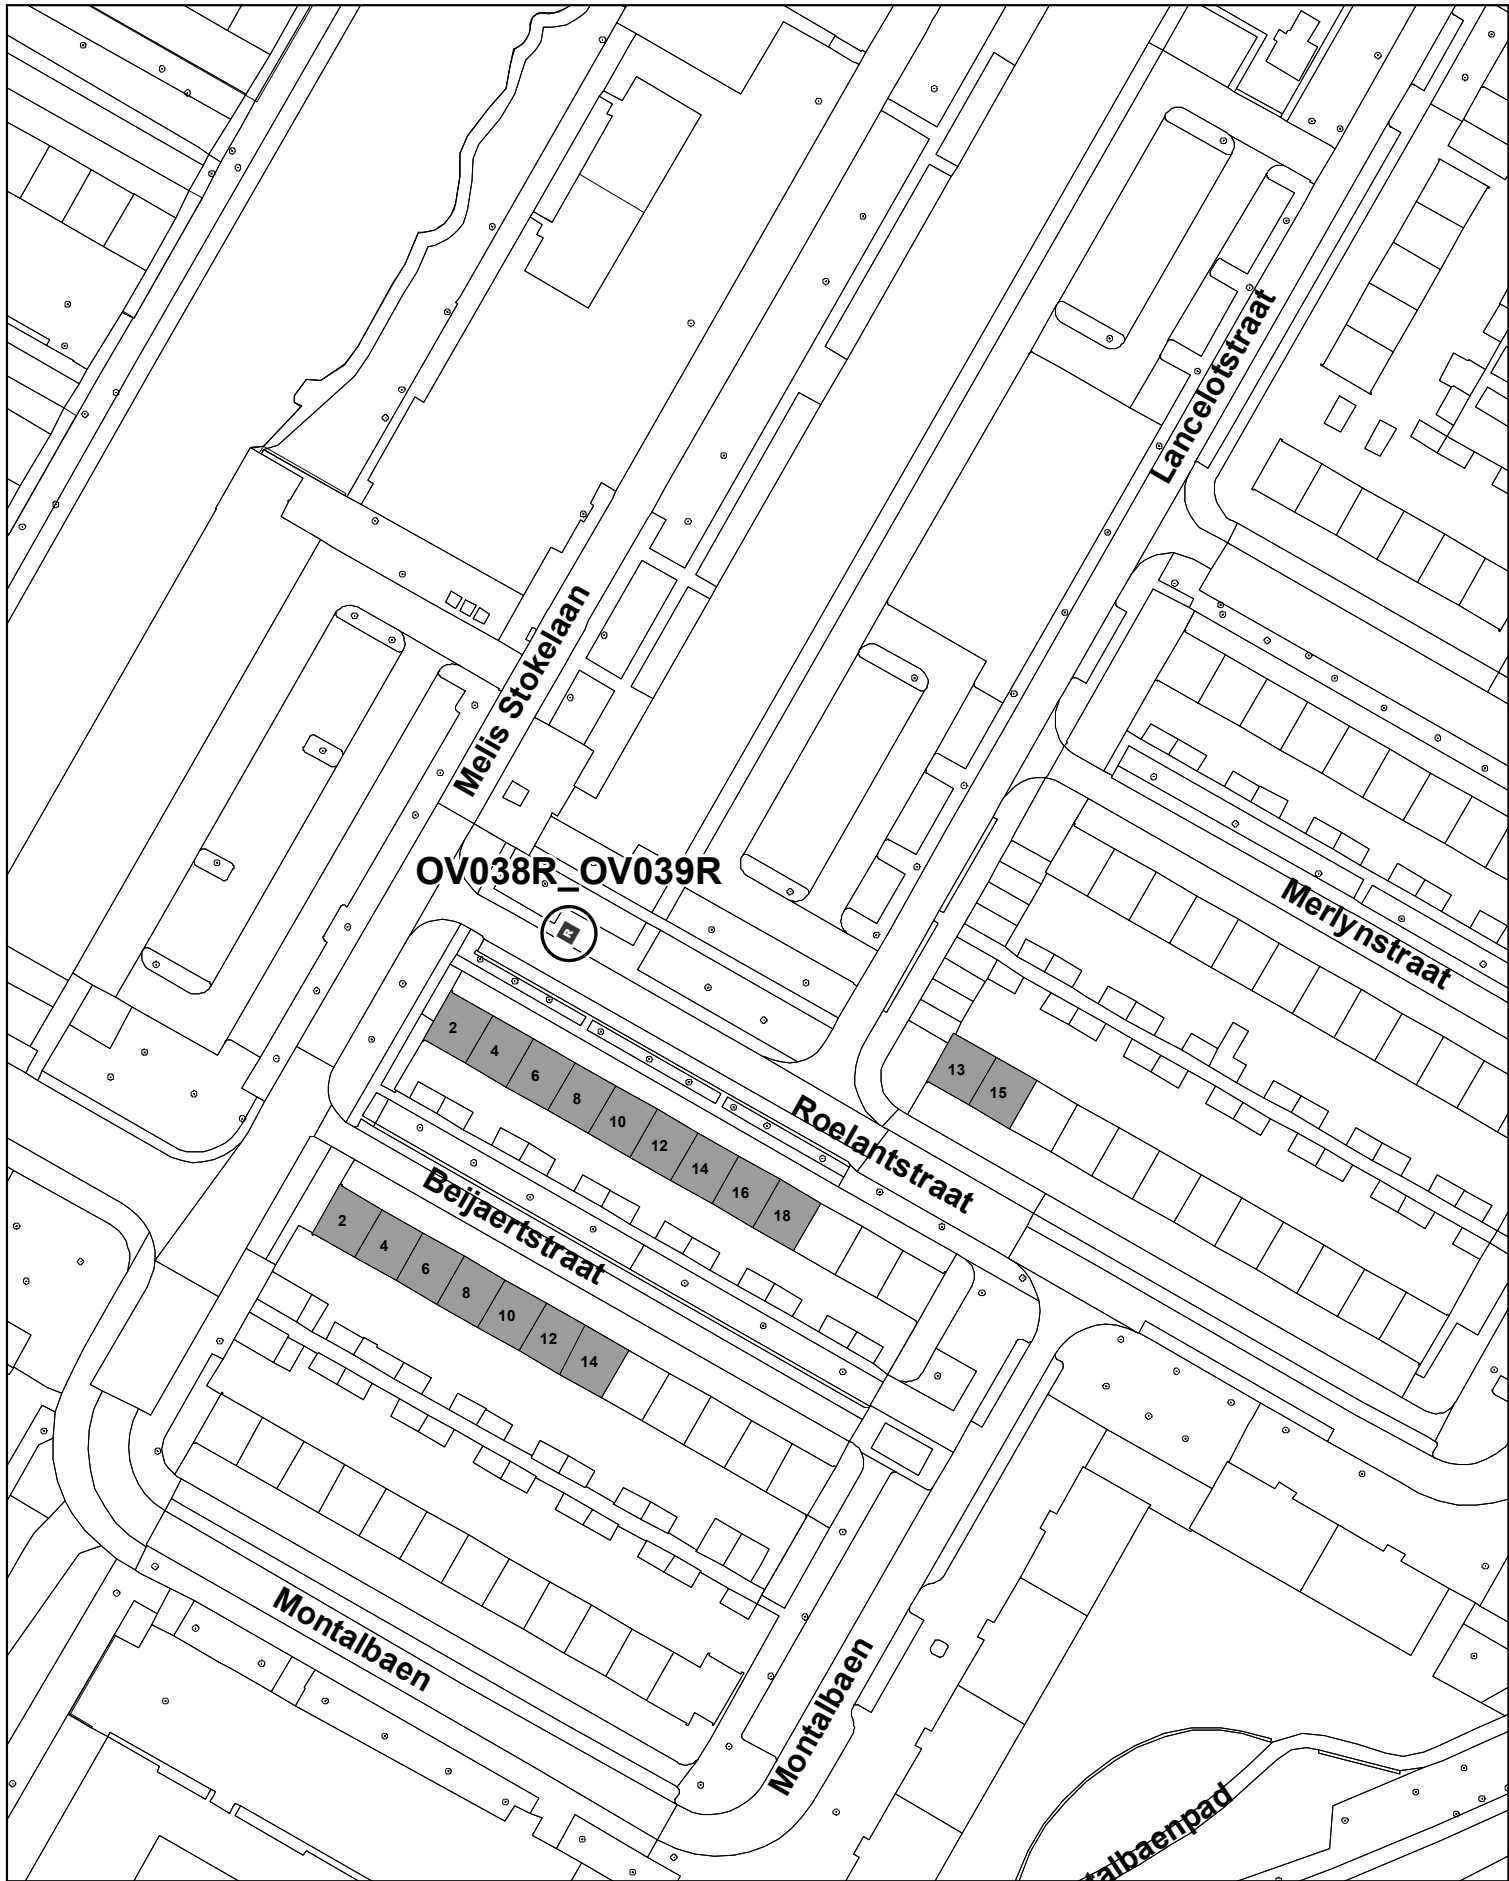 Lancelotstraat
Melis Stokelaan
OV038R_OV039R
R
Merlynstraat
2
4
6
8
10
12
14
16
18
13
15
Roelantstraat
Beijaertstraat
2
4
6
8
10
12
14
Montalbaen
Montalbaen
talbaenpad